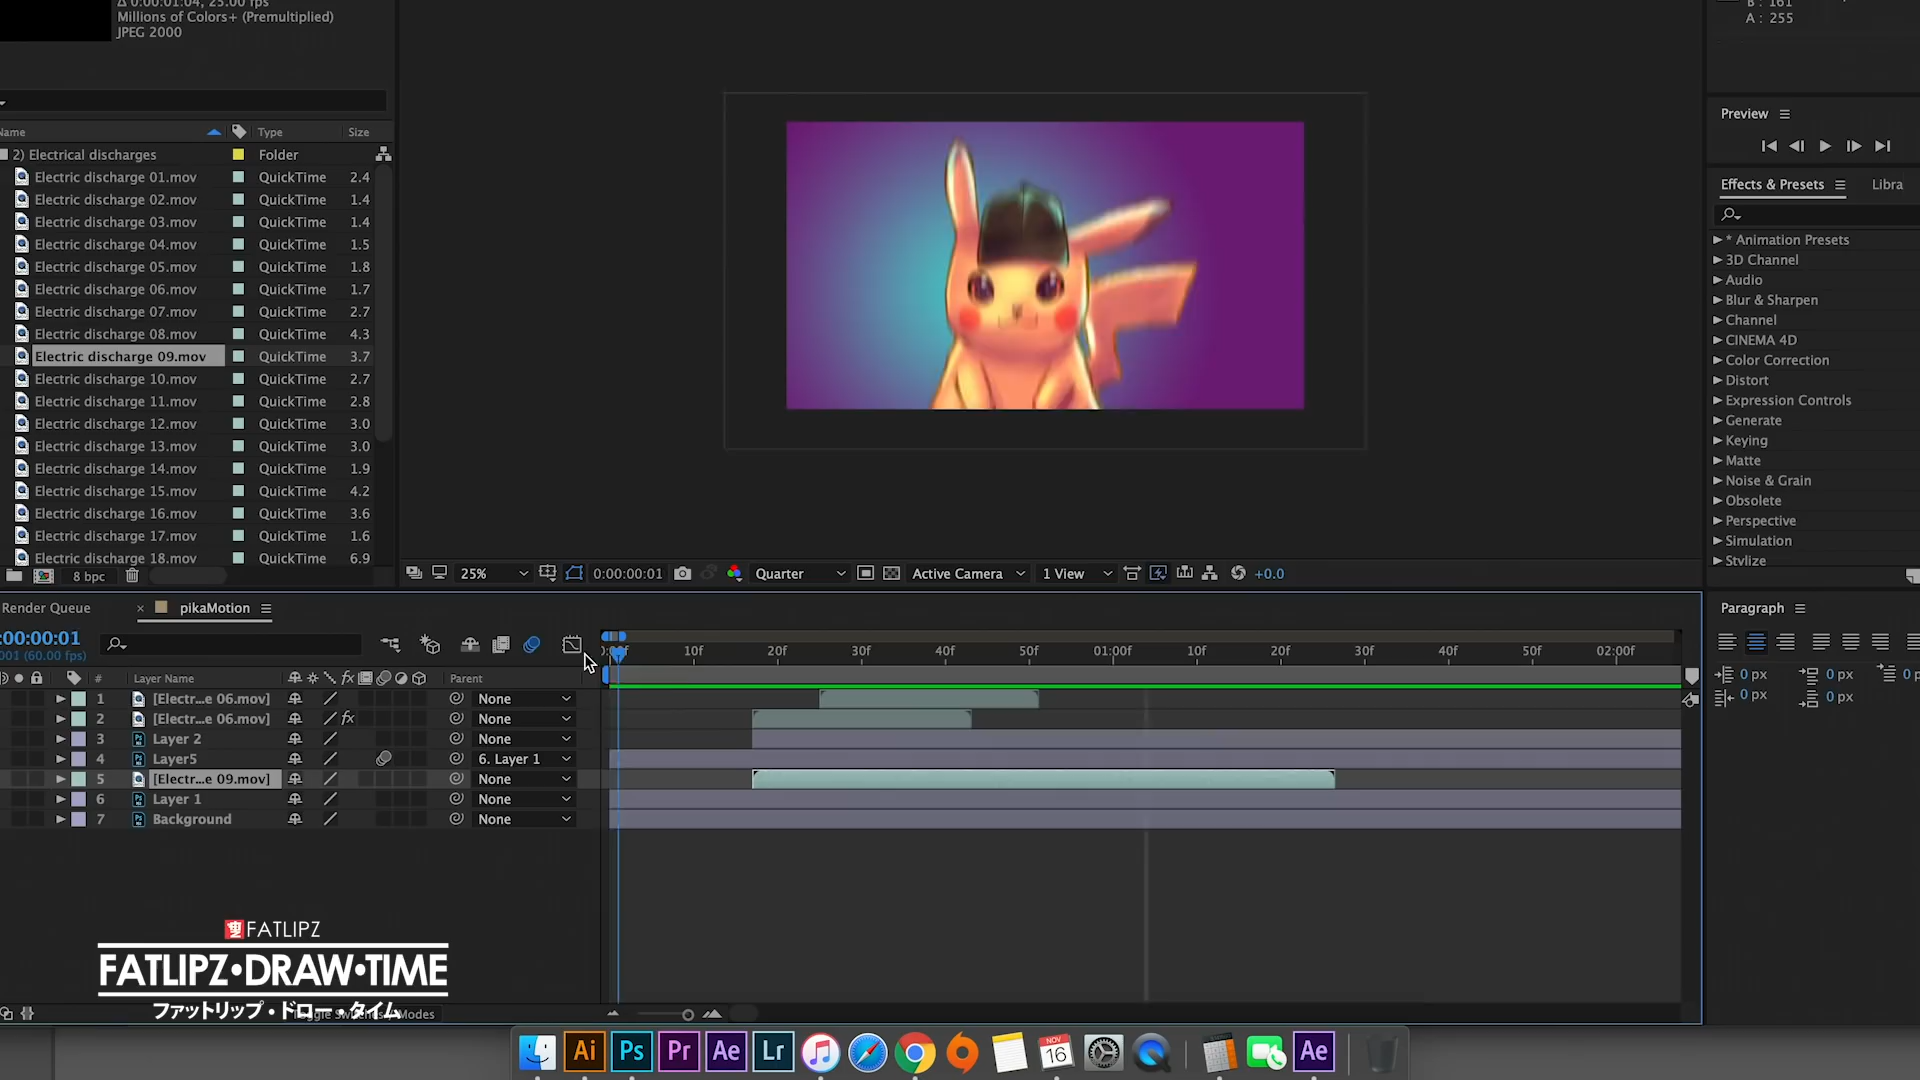 Δ 0:00:01:04, 25.00 fps
Millions of Colors+ (Premultiplied)
JPEG 2000
B : 161
A : 255
Name Type Size
2) Electrical discharges Folder
Electric discharge 01.mov QuickTime 2.4
Electric discharge 02.mov QuickTime 1.4
Electric discharge 03.mov QuickTime 1.4
Electric discharge 04.mov QuickTime 1.5
Electric discharge 05.mov QuickTime 1.8
Electric discharge 06.mov QuickTime 1.7
Electric discharge 07.mov QuickTime 2.7
Electric discharge 08.mov QuickTime 4.3
Electric discharge 09.mov QuickTime 3.7
Electric discharge 10.mov QuickTime 2.7
Electric discharge 11.mov QuickTime 2.8
Electric discharge 12.mov QuickTime 3.0
Electric discharge 13.mov QuickTime 3.0
Electric discharge 14.mov QuickTime 1.9
Electric discharge 15.mov QuickTime 4.2
Electric discharge 16.mov QuickTime 3.6
Electric discharge 17.mov QuickTime 1.6
Electric discharge 18.mov QuickTime 6.9
8 bpc
25% 0:00:00:01 Quarter Active Camera 1 View +0.0
Preview
Effects & Presets Libra
* Animation Presets
3D Channel
Audio
Blur & Sharpen
Channel
CINEMA 4D
Color Correction
Distort
Expression Controls
Generate
Keying
Matte
Noise & Grain
Obsolete
Perspective
Simulation
Stylize
Render Queue × pikaMotion
:00:00:01
001 (60.00 fps)
10f 20f 30f 40f 50f 01:00f 10f 20f 30f 40f 50f 02:00f
# Layer Name fx Parent
1 [Electr...e 06.mov] None
2 [Electr...e 06.mov] fx None
3 Layer 2 None
4 Layer5 6. Layer 1
5 [Electr...e 09.mov] None
6 Layer 1 None
7 Background None
Paragraph
0 px 0 px 0 p
0 px 0 px
FATLIPZ
FATLIPZ•DRAW•TIME
ファットリップ・ドロー・タイム
Toggle Switches / Modes
Ai Ps Pr Ae Lr NOV 16 Ae